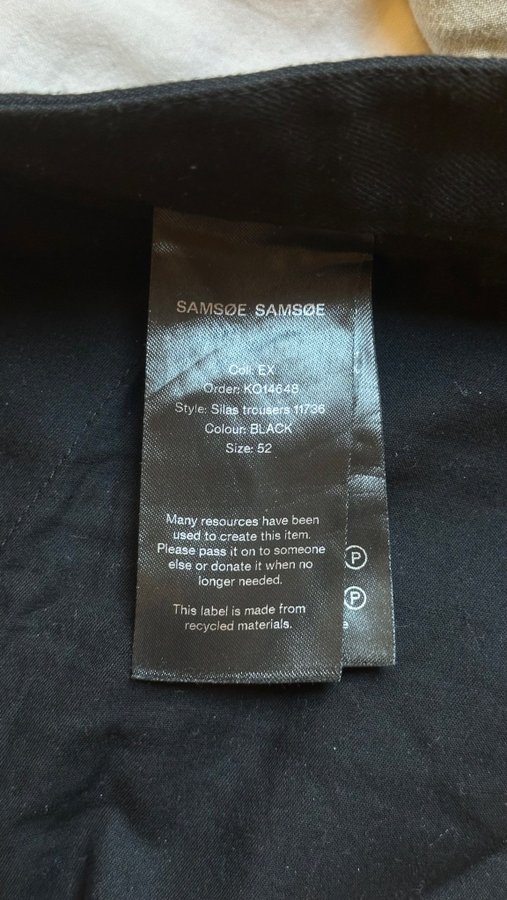 SAMSØE SAMSØE
Coll: EX
Order: KO14648
Style: Silas trousers 11736
Colour: BLACK
Size: 52
Many resources have been
used to create this item.
Please pass it on to someone
else or donate it when no
longer needed.
This label is made from
recycled materials.
P
P
e